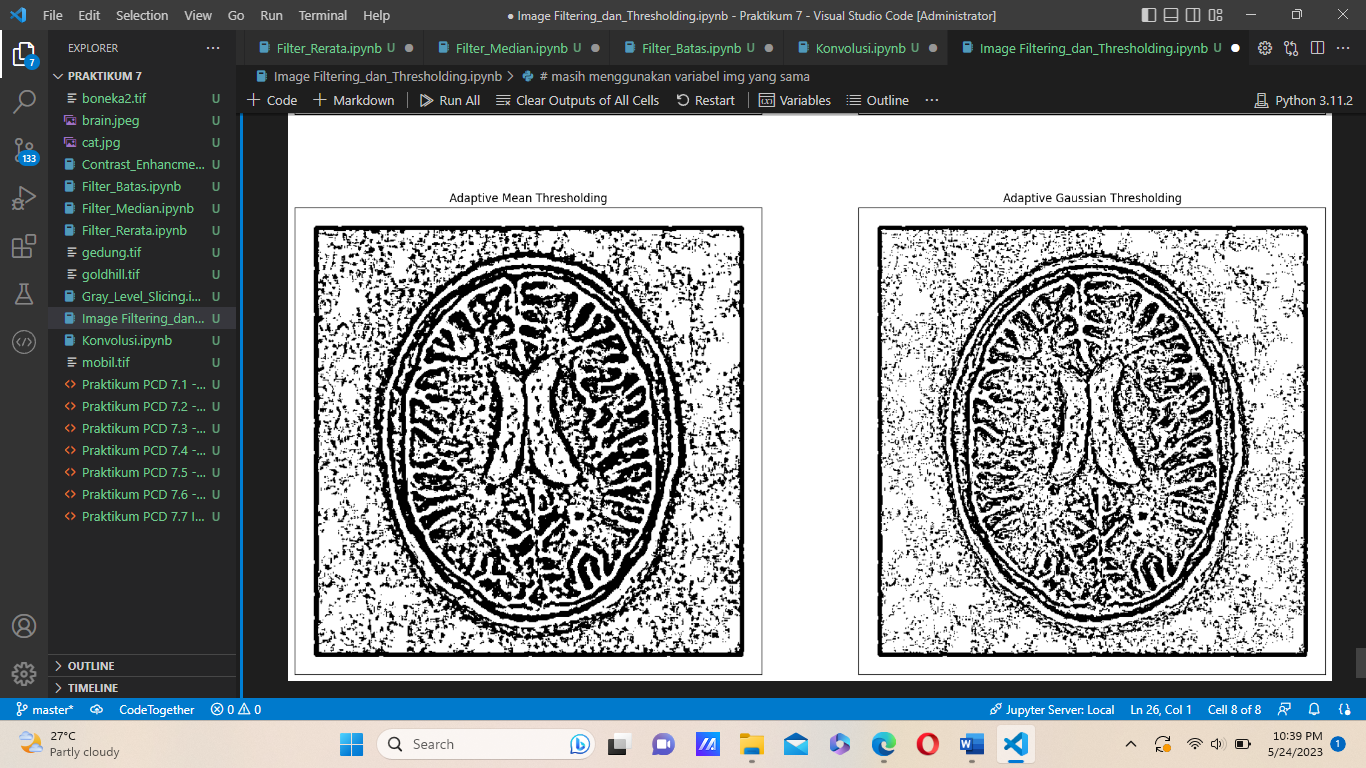 File Edit Selection View Go Run Terminal Help
● Image Filtering_dan_Thresholding.ipynb - Praktikum 7 - Visual Studio Code [Administrator]
EXPLORER
Filter_Rerata.ipynb U
Filter_Median.ipynb U
Filter_Batas.ipynb U
Konvolusi.ipynb U
Image Filtering_dan_Thresholding.ipynb U
Image Filtering_dan_Thresholding.ipynb > # masih menggunakan variabel img yang sama
+ Code + Markdown Run All Clear Outputs of All Cells Restart Variables Outline ... Python 3.11.2
7
133
PRAKTIKUM 7
boneka2.tif U
brain.jpeg U
cat.jpg U
Contrast_Enhancme... U
Filter_Batas.ipynb U
Filter_Median.ipynb U
Filter_Rerata.ipynb U
gedung.tif U
goldhill.tif U
Gray_Level_Slicing.i... U
Image Filtering_dan... U
Konvolusi.ipynb U
mobil.tif U
Praktikum PCD 7.1 -... U
Praktikum PCD 7.2 -... U
Praktikum PCD 7.3 -... U
Praktikum PCD 7.4 -... U
Praktikum PCD 7.5 -... U
Praktikum PCD 7.6 -... U
Praktikum PCD 7.7 I... U
OUTLINE
TIMELINE
Adaptive Mean Thresholding
Adaptive Gaussian Thresholding
master* CodeTogether 0 0 Jupyter Server: Local Ln 26, Col 1 Cell 8 of 8
27°C
Partly cloudy
Search
10:39 PM
5/24/2023
1